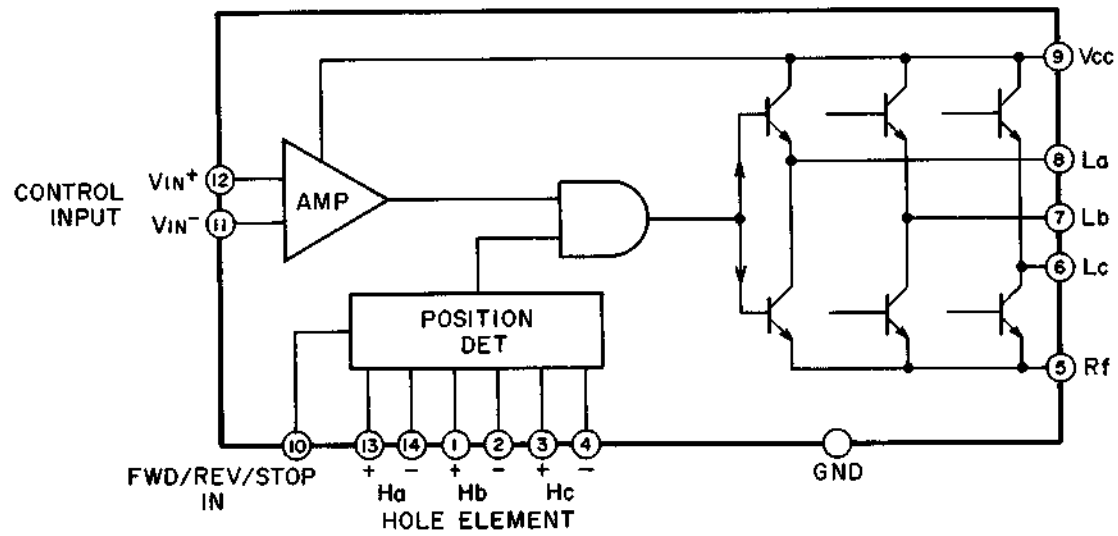 9 Vcc
8 La
12 VIN+
CONTROL
INPUT
AMP
VIN- 11
7 Lb
6 Lc
POSITION
DET
5 Rf
10
13
14
1
2
3
4
+ - + - + -
FWD/REV/STOP
IN
Ha Hb Hc
HOLE ELEMENT
GND